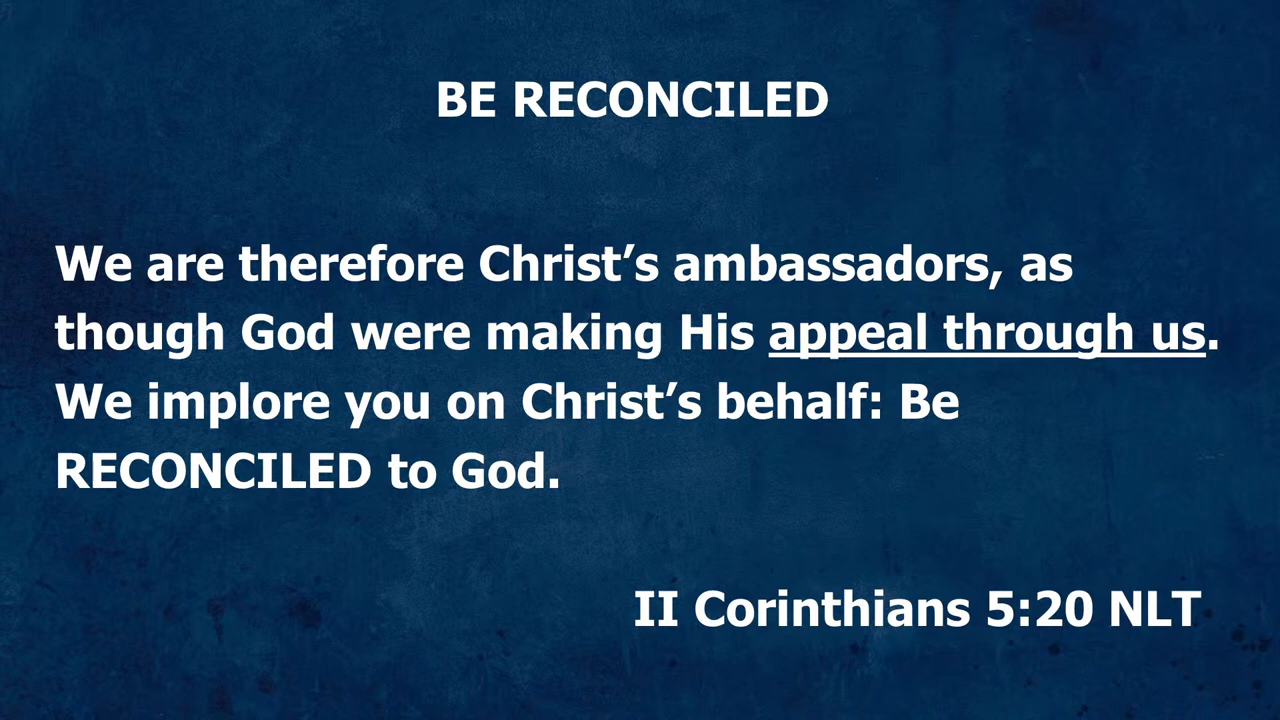 BE RECONCILED
We are therefore Christ’s ambassadors, as
though God were making His appeal through us.
We implore you on Christ’s behalf: Be
RECONCILED to God.
II Corinthians 5:20 NLT